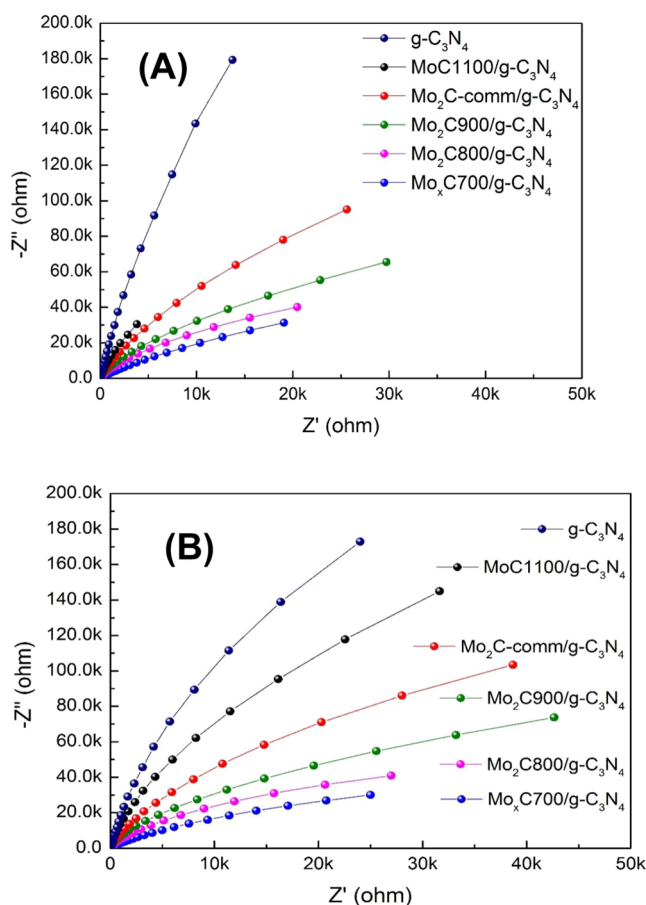 200.0k
180.0k
160.0k
140.0k
120.0k
100.0k
80.0k
60.0k
40.0k
20.0k
0.0
-Z'' (ohm)
(A)
g-C₃N₄
MoC1100/g-C₃N₄
Mo₂C-comm/g-C₃N₄
Mo₂C900/g-C₃N₄
Mo₂C800/g-C₃N₄
MoₓC700/g-C₃N₄
0 10k 20k 30k 40k 50k
Z' (ohm)
200.0k
180.0k
160.0k
140.0k
120.0k
100.0k
80.0k
60.0k
40.0k
20.0k
0.0
-Z'' (ohm)
(B)
g-C₃N₄
MoC1100/g-C₃N₄
Mo₂C-comm/g-C₃N₄
Mo₂C900/g-C₃N₄
Mo₂C800/g-C₃N₄
MoₓC700/g-C₃N₄
0 10k 20k 30k 40k 50k
Z' (ohm)